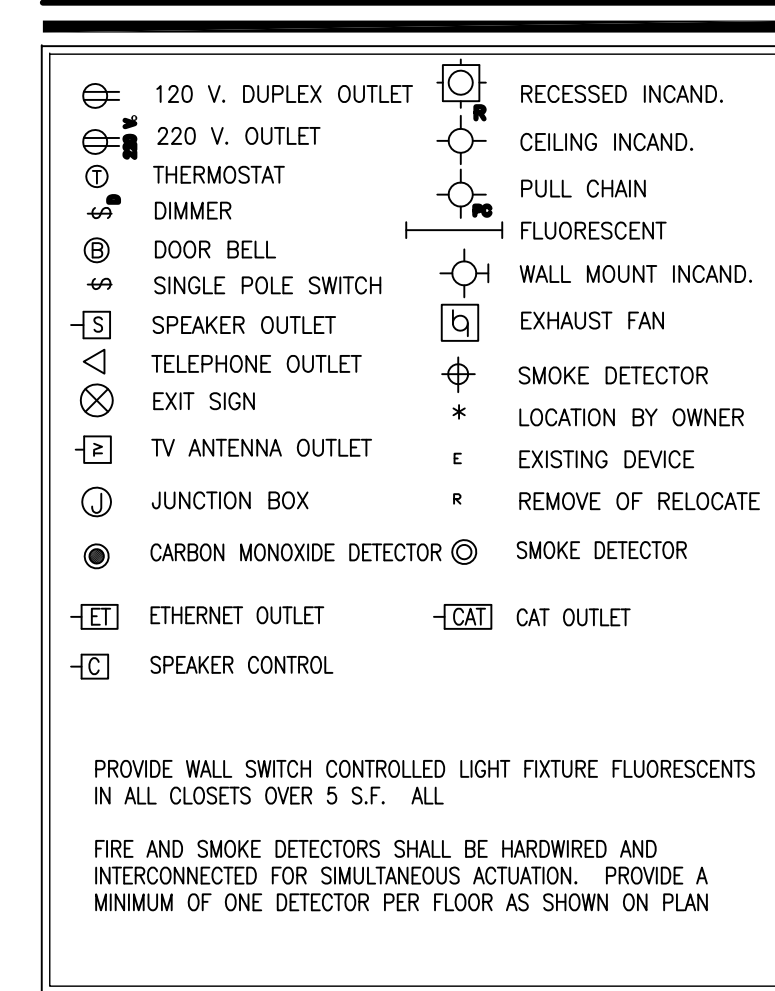 120 V. DUPLEX OUTLET
220 V. 220 V. OUTLET
T THERMOSTAT
$ D DIMMER
B DOOR BELL
$ SINGLE POLE SWITCH
S SPEAKER OUTLET
TELEPHONE OUTLET
EXIT SIGN
TV ANTENNA OUTLET
J JUNCTION BOX
CARBON MONOXIDE DETECTOR
ET ETHERNET OUTLET
C SPEAKER CONTROL
R RECESSED INCAND.
CEILING INCAND.
PC PULL CHAIN
FLUORESCENT
WALL MOUNT INCAND.
EXHAUST FAN
SMOKE DETECTOR
* LOCATION BY OWNER
E EXISTING DEVICE
R REMOVE OF RELOCATE
SMOKE DETECTOR
CAT CAT OUTLET
PROVIDE WALL SWITCH CONTROLLED LIGHT FIXTURE FLUORESCENTS
IN ALL CLOSETS OVER 5 S.F. ALL
FIRE AND SMOKE DETECTORS SHALL BE HARDWIRED AND
INTERCONNECTED FOR SIMULTANEOUS ACTUATION. PROVIDE A
MINIMUM OF ONE DETECTOR PER FLOOR AS SHOWN ON PLAN